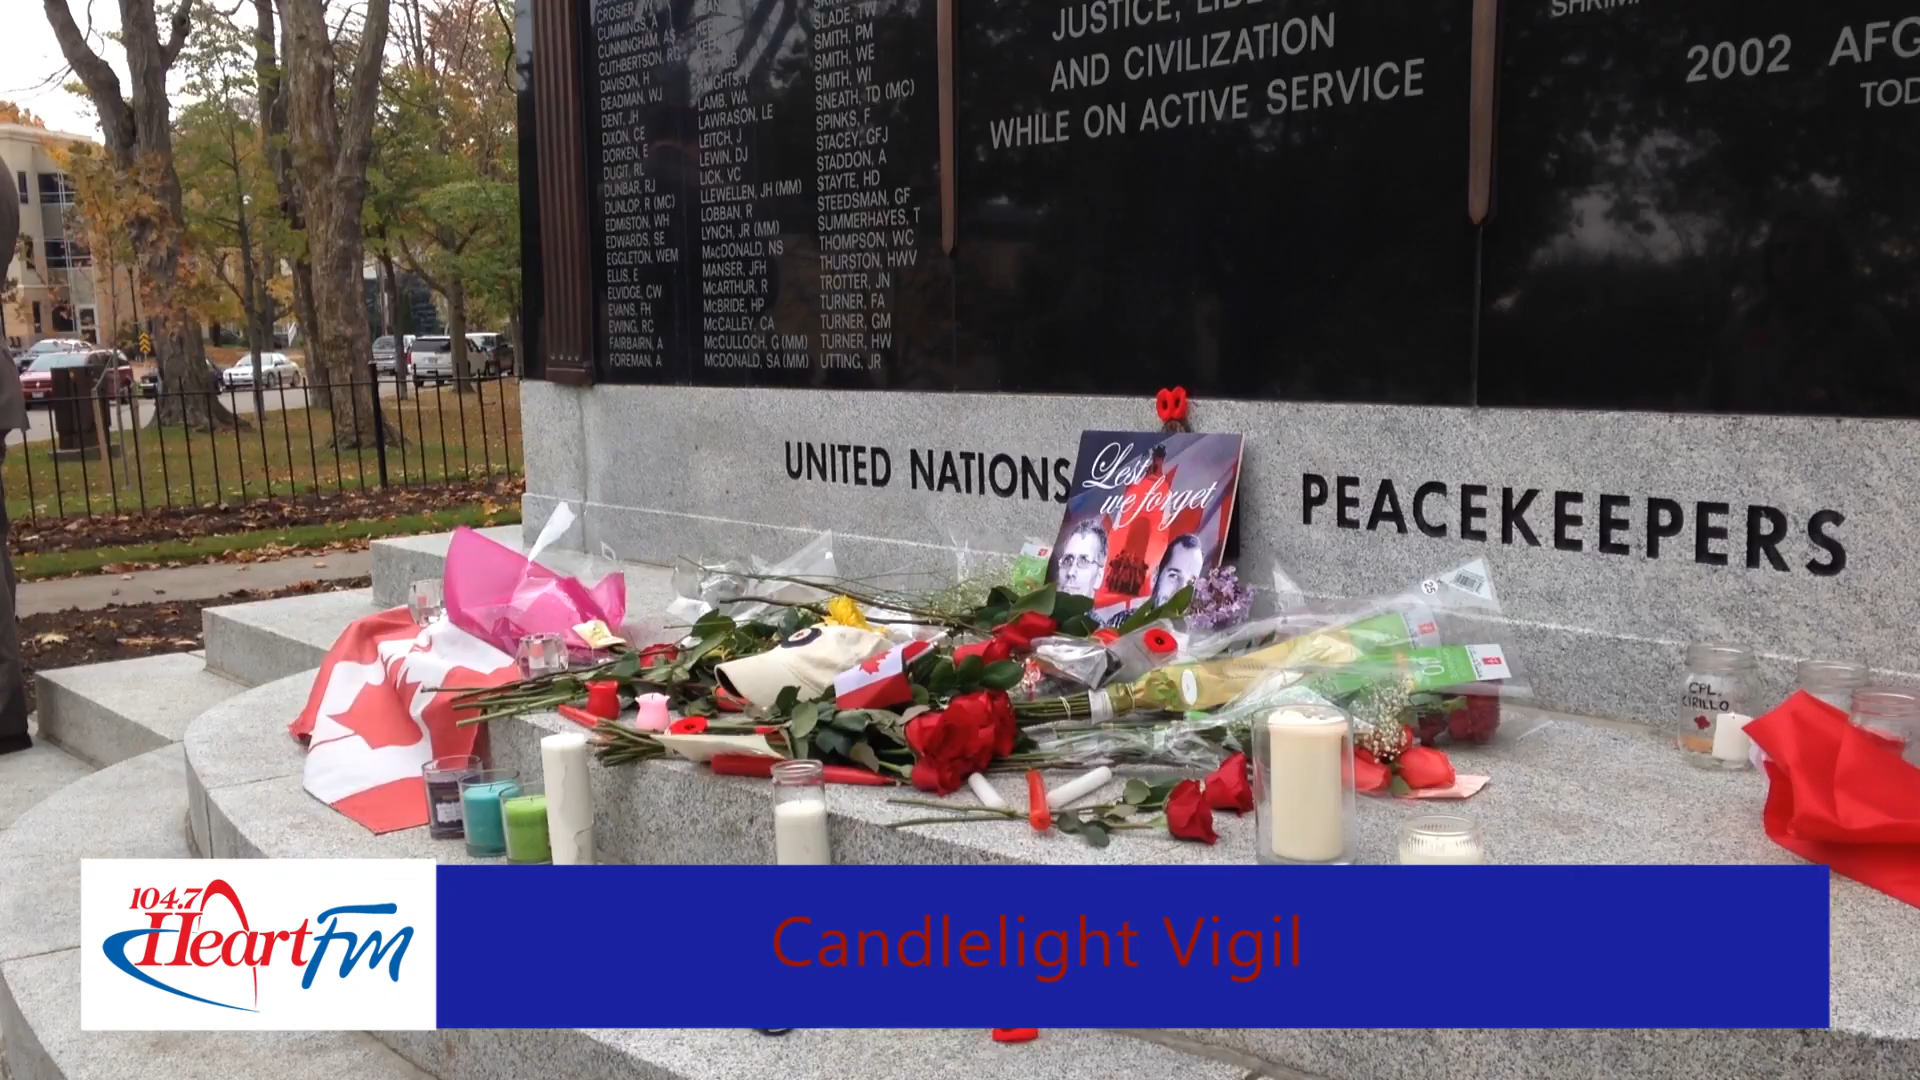 CROSIER
CUMMINGS, A
CUNNINGHAM, AS
CUTHBERTSON, RG
DAVISON, H
DEADMAN, WJ
DENT, JH
DIXON, CE
DORKEN, E
DUGIT, RL
DUNBAR, RJ
DUNLOP, R (MC)
EDMISTON, WH
EDWARDS, SE
EGGLETON, WEM
ELLIS, E
ELVIDGE, CW
EVANS, FH
EWING, RC
FAIRBAIRN, A
FOREMAN, A
LAMB, WA
LAWRASON, LE
LEITCH, J
LEWIN, DJ
LICK, VC
LLEWELLEN, JH (MM)
LOBBAN, R
LYNCH, JR (MM)
MacDONALD, NS
MANSER, JFH
McARTHUR, R
McBRIDE, HP
McCALLEY, CA
McCULLOCH, G (MM)
McDONALD, SA (MM)
SLADE, TW
SMITH, PM
SMITH, WE
SMITH, WI
SNEATH, TD (MC)
SPINKS, F
STACEY, GFJ
STADDON, A
STAYTE, HD
STEEDSMAN, GF
SUMMERHAYES, T
THOMPSON, WC
THURSTON, HWV
TROTTER, JN
TURNER, FA
TURNER, GM
TURNER, HW
UTTING, JR
JUSTICE,
AND CIVILIZATION
WHILE ON ACTIVE SERVICE
2002 AFG
TOD
UNITED NATIONS PEACEKEEPERS
Lest
we forget
CPL.
CIRILLO
104.7
HeartFM
Candlelight Vigil